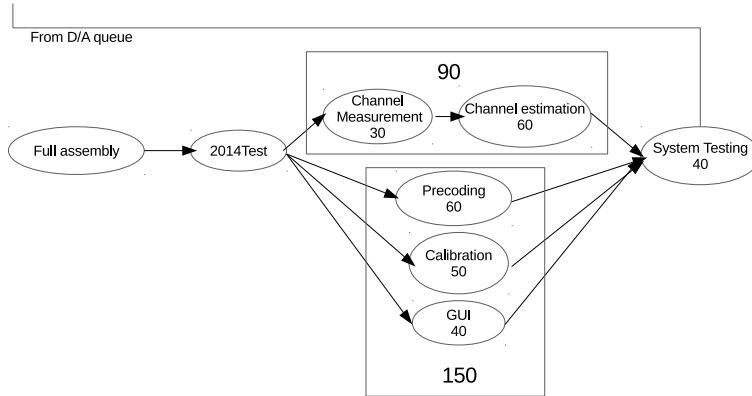 From D/A queue
90
Channel
Measurement
30
Channel estimation
60
Full assembly
2014Test
System Testing
40
Precoding
60
Calibration
50
GUI
40
150